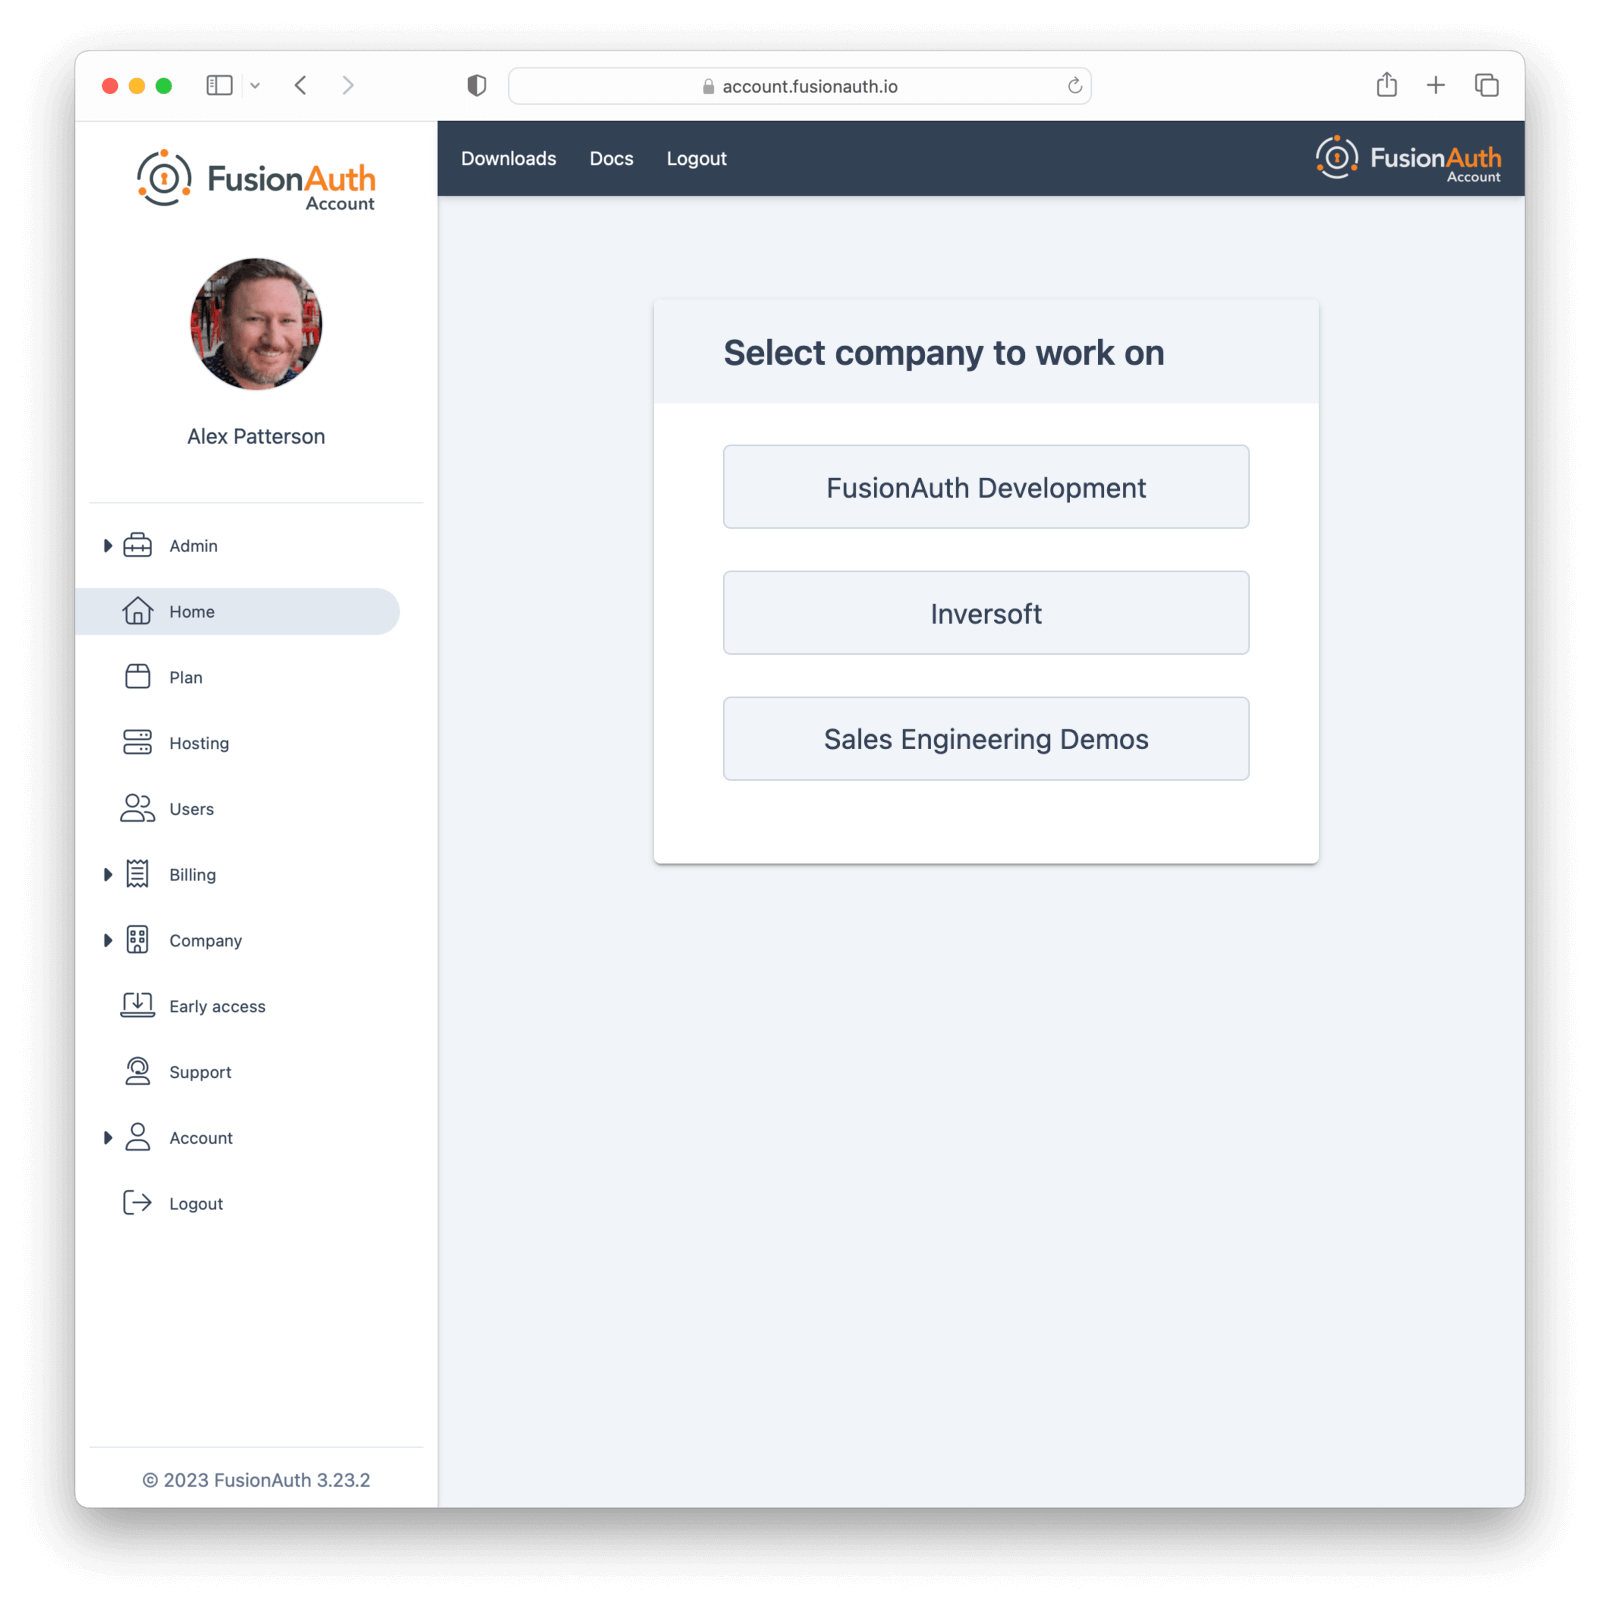 account.fusionauth.io
FusionAuth
Account
Alex Patterson
Admin
Home
Plan
Hosting
Users
Billing
Company
Early access
Support
Account
Logout
© 2023 FusionAuth 3.23.2
Downloads Docs Logout
FusionAuth
Account
Select company to work on
FusionAuth Development
Inversoft
Sales Engineering Demos